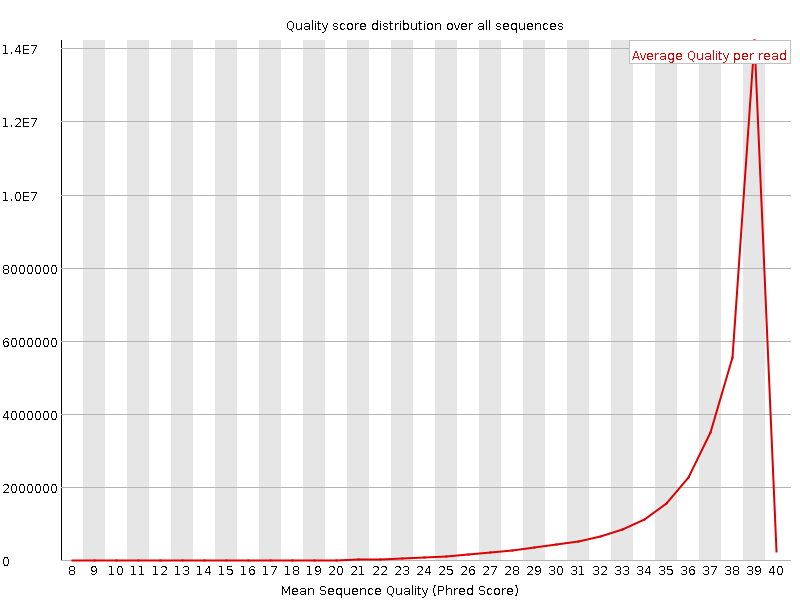 Quality score distribution over all sequences
Average Quality per read
1.4E7
1.2E7
1.0E7
8000000
6000000
4000000
2000000
0
8 9 10 11 12 13 14 15 16 17 18 19 20 21 22 23 24 25 26 27 28 29 30 31 32 33 34 35 36 37 38 39 40
Mean Sequence Quality (Phred Score)